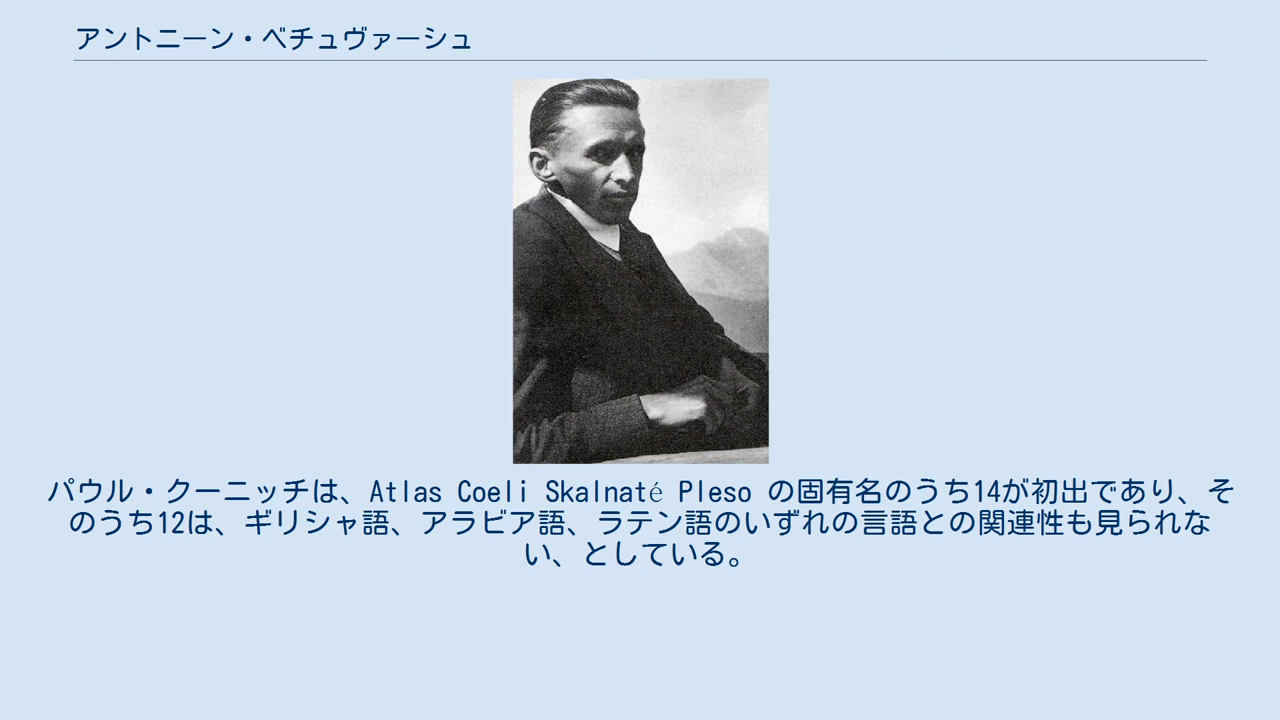 アントニーン・ベチュヴァーシュ
パウル・クーニッチは、Atlas Coeli Skalnaté Pleso の固有名のうち14が初出であり、そ
のうち12は、ギリシャ語、アラビア語、ラテン語のいずれの言語との関連性も見られな
い、としている。